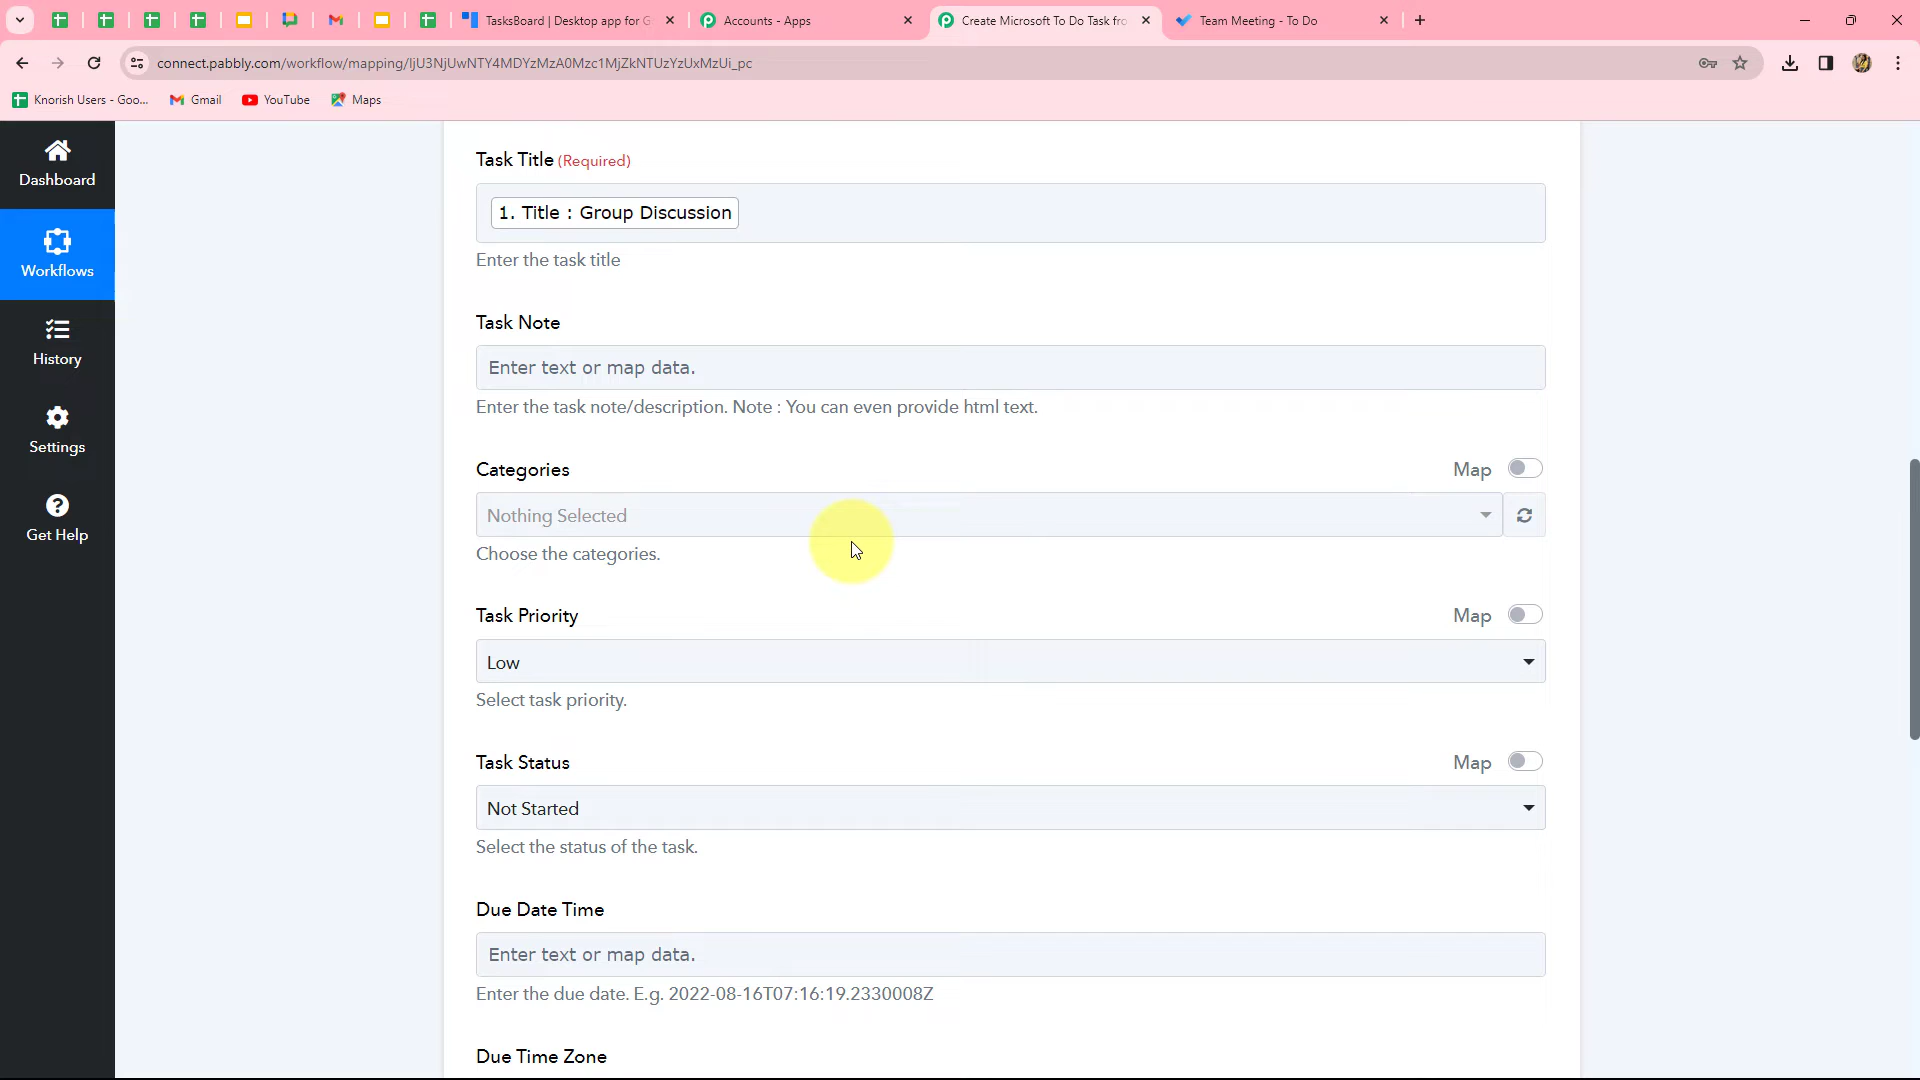 TasksBoard | Desktop app for G
Accounts - Apps
Create Microsoft To Do Task fro
Team Meeting - To Do
connect.pabbly.com/workflow/mapping/IjU3NjUwNTY4MDYzMzA0Mzc1MjZkNTUzYzUxMzUi_pc
Knorish Users - Goo...
Gmail
YouTube
Maps
Dashboard
Workflows
History
Settings
Get Help
Task Title (Required)
1. Title : Group Discussion
Enter the task title
Task Note
Enter text or map data.
Enter the task note/description. Note : You can even provide html text.
Categories
Map
Nothing Selected
Choose the categories.
Task Priority
Map
Low
Select task priority.
Task Status
Map
Not Started
Select the status of the task.
Due Date Time
Enter text or map data.
Enter the due date. E.g. 2022-08-16T07:16:19.2330008Z
Due Time Zone